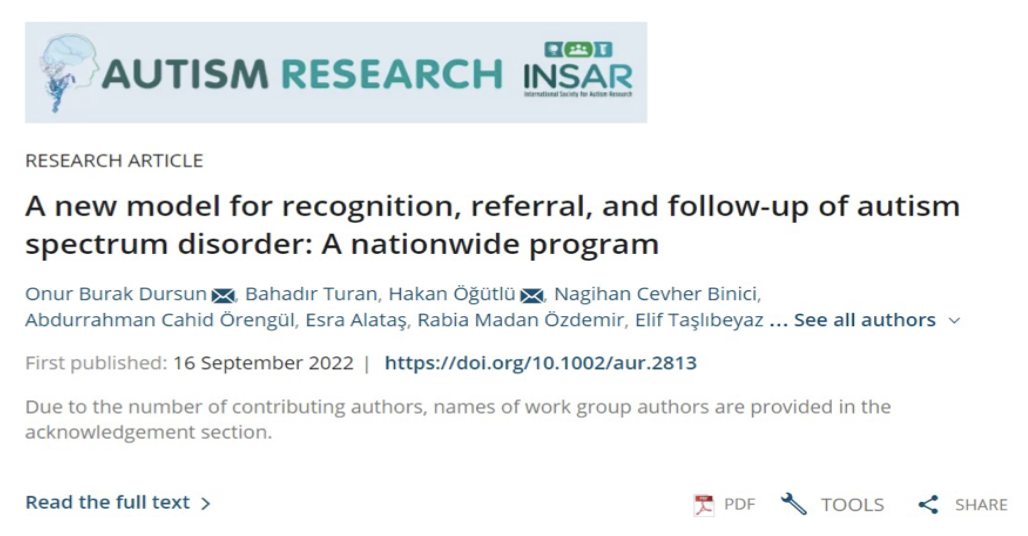 AUTISM RESEARCH
INSAR
International Society for Autism Research
RESEARCH ARTICLE
A new model for recognition, referral, and follow-up of autism
spectrum disorder: A nationwide program
Onur Burak Dursun, Bahadır Turan, Hakan Öğütlü, Nagihan Cevher Binici,
Abdurrahman Cahid Örengül, Esra Alataş, Rabia Madan Özdemir, Elif Taşlıbeyaz ... See all authors
First published: 16 September 2022 | https://doi.org/10.1002/aur.2813
Due to the number of contributing authors, names of work group authors are provided in the
acknowledgement section.
Read the full text
PDF TOOLS SHARE